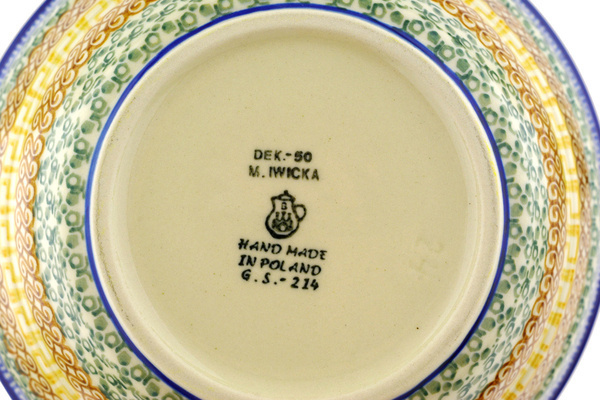 DEK.-50
M. IWICKA
HAND MADE
IN POLAND
G.S.-214